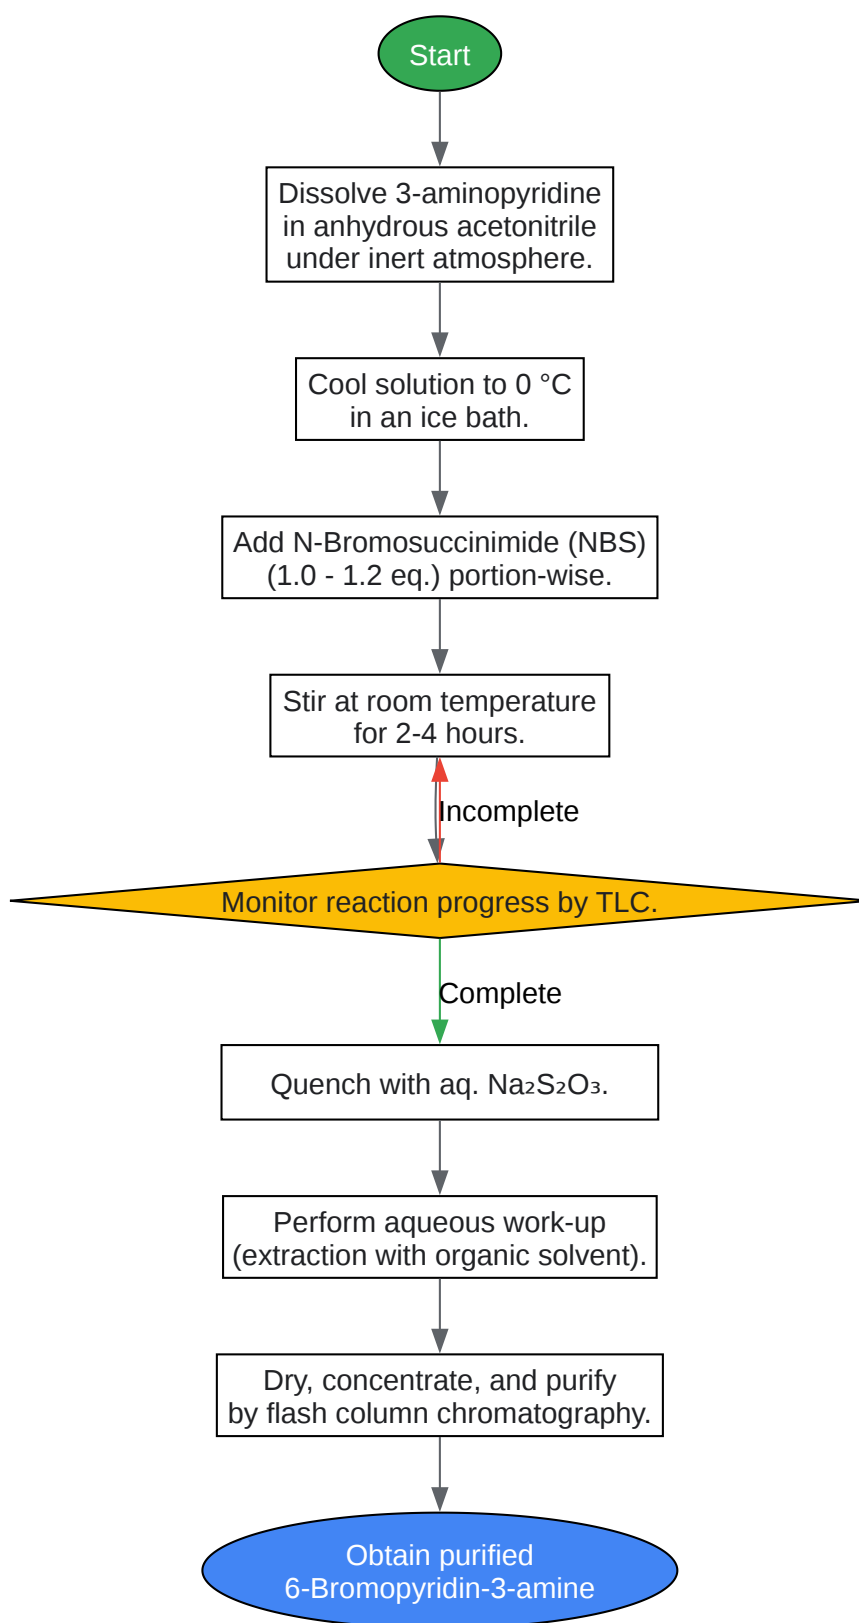 Start
Dissolve 3-aminopyridine
in anhydrous acetonitrile
under inert atmosphere.
Cool solution to 0 °C
in an ice bath.
Add N-Bromosuccinimide (NBS)
(1.0 - 1.2 eq.) portion-wise.
Stir at room temperature
for 2-4 hours.
Incomplete
Monitor reaction progress by TLC.
Complete
Quench with aq. Na₂S₂O₃.
Perform aqueous work-up
(extraction with organic solvent).
Dry, concentrate, and purify
by flash column chromatography.
Obtain purified
6-Bromopyridin-3-amine